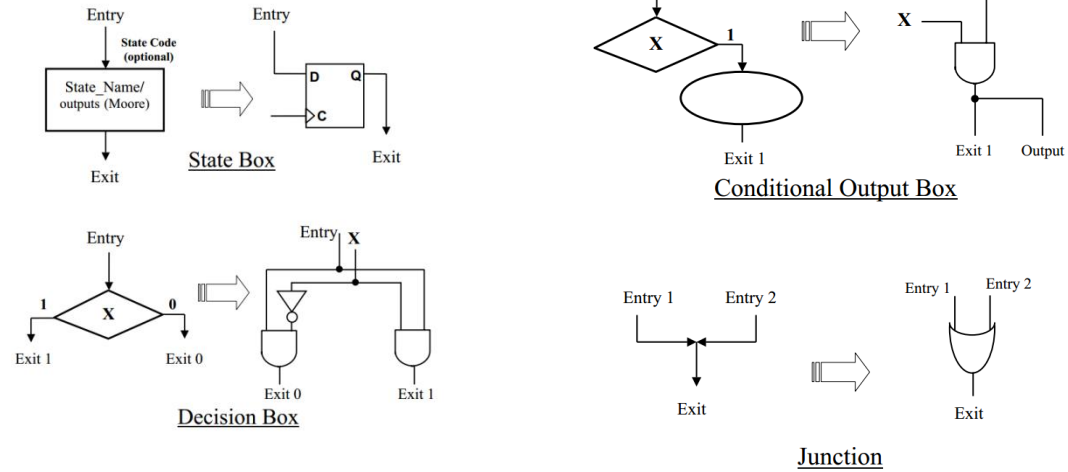 Entry
State Code
(optional)
State_Name/
outputs (Moore)
Exit
Entry
D Q
C
Exit
State Box
X
1
Exit 1
X
Exit 1 Output
Conditional Output Box
Entry
1 X 0
Exit 1 Exit 0
Entry X
Exit 0 Exit 1
Decision Box
Entry 1 Entry 2
Exit
Entry 1 Entry 2
Exit
Junction